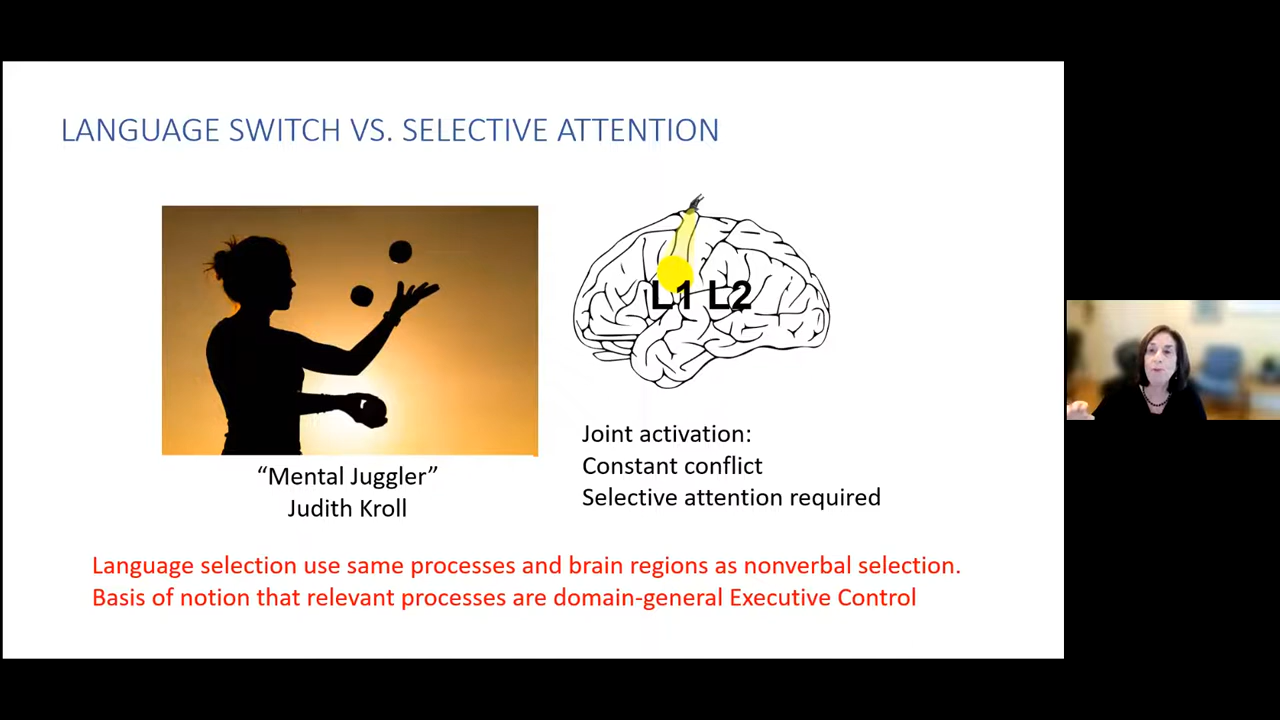 LANGUAGE SWITCH VS. SELECTIVE ATTENTION
L1 L2
“Mental Juggler”
Judith Kroll
Joint activation:
Constant conflict
Selective attention required
Language selection use same processes and brain regions as nonverbal selection.
Basis of notion that relevant processes are domain-general Executive Control